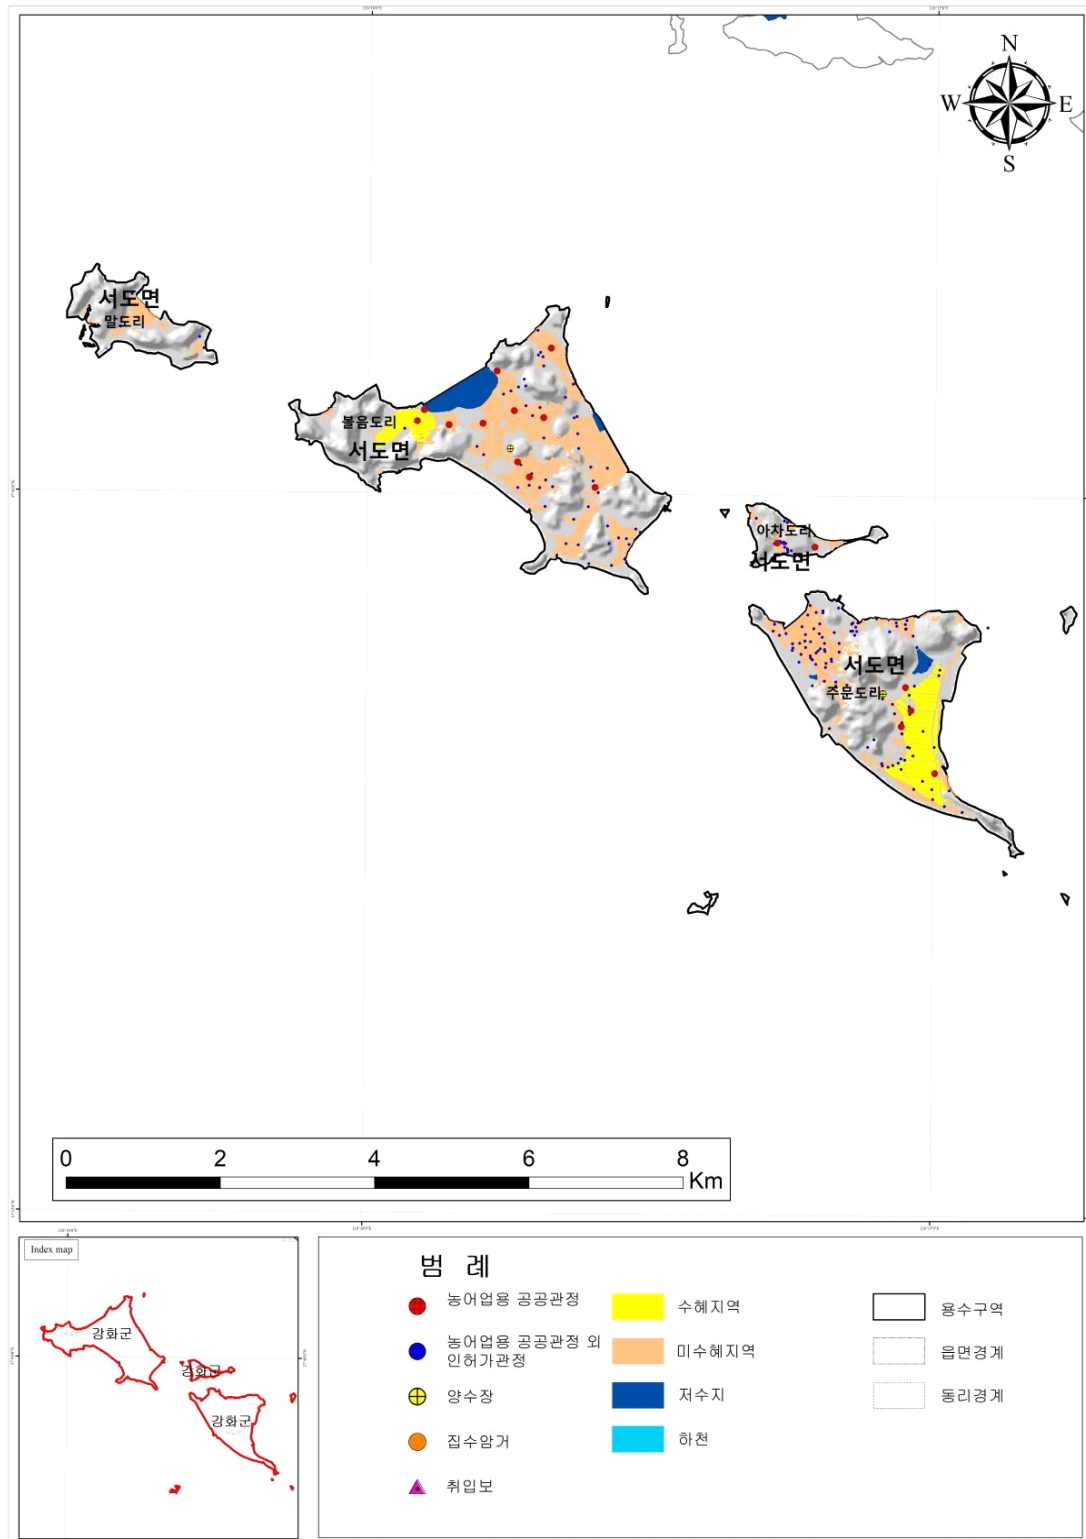 N
W E
S
서도면
말도리
볼음도리
서도면
아차도리
서도면
서도면
주문도리
0 2 4 6 8
Km
Index map
강화군
강화군
강화군
범 례
농어업용 공공관정
농어업용 공공관정 외
인허가관정
양수장
집수암거
취입보
수혜지역
미수혜지역
저수지
하천
용수구역
읍면경계
동리경계